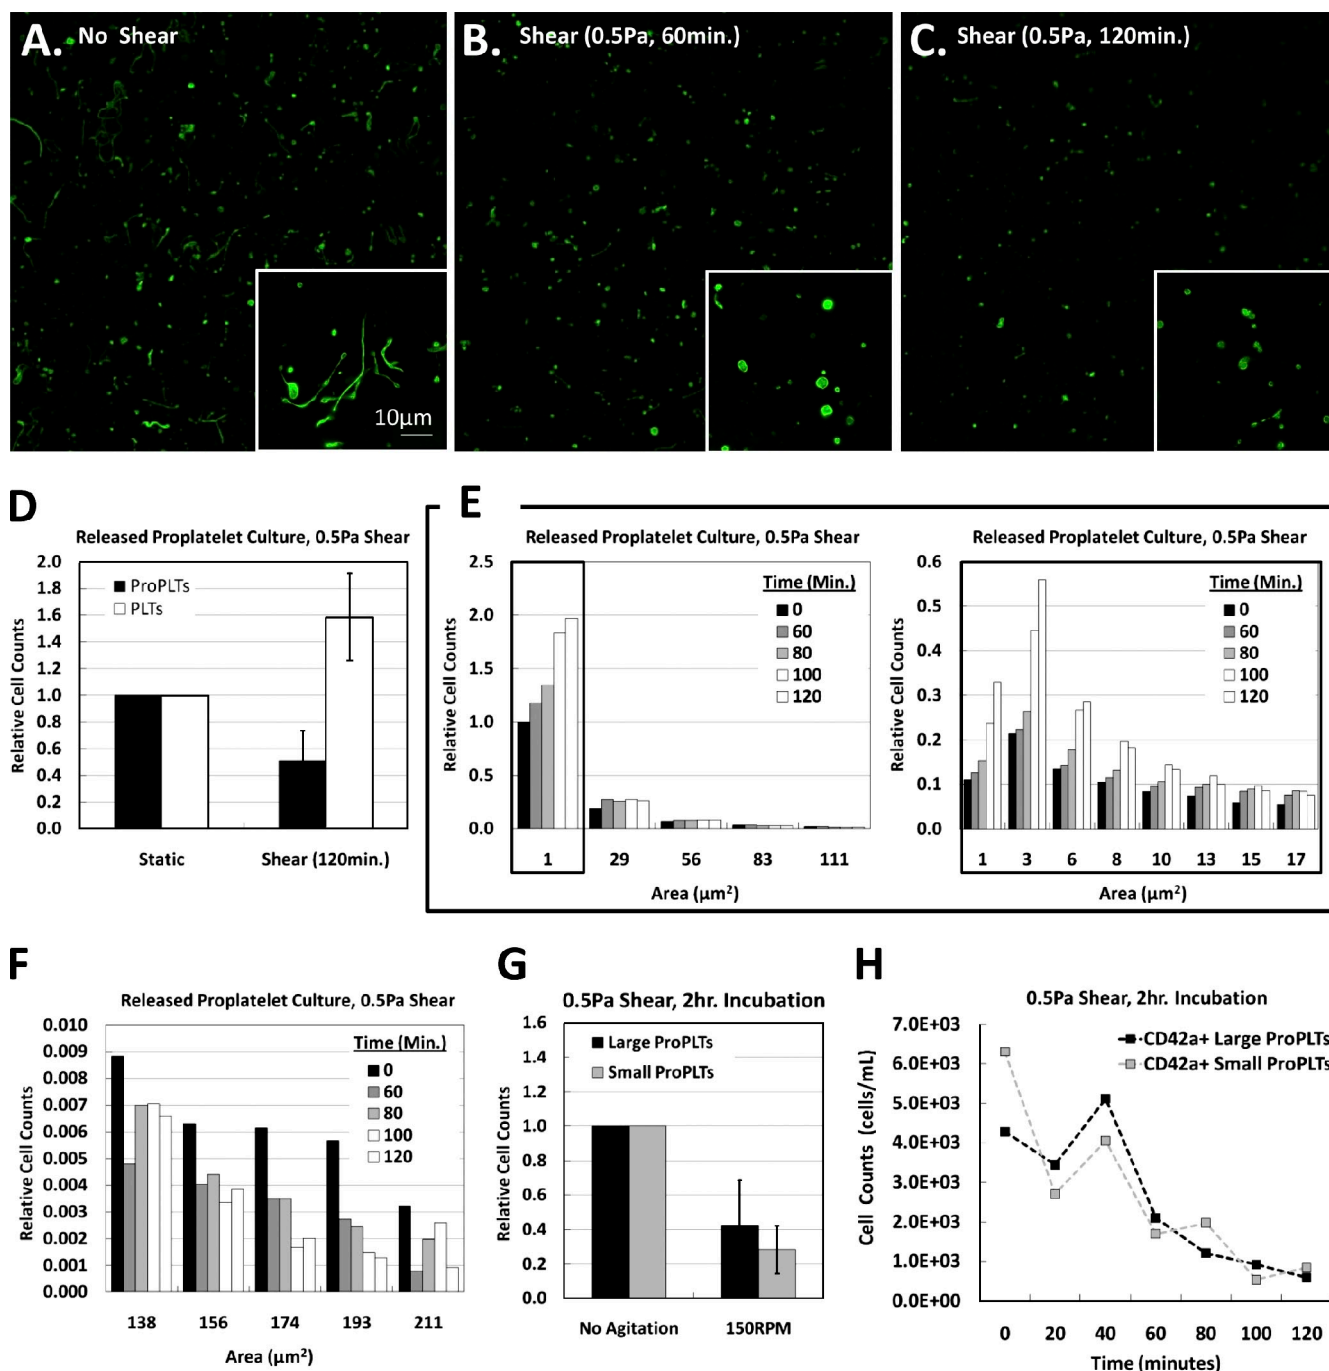 A. No Shear
B. Shear (0.5Pa, 60min.)
C. Shear (0.5Pa, 120min.)
10µm
D
Released Proplatelet Culture, 0.5Pa Shear
Relative Cell Counts
2.0
1.8
1.6
1.4
1.2
1.0
0.8
0.6
0.4
0.2
0.0
ProPLTs
PLTs
Static Shear (120min.)
E
Released Proplatelet Culture, 0.5Pa Shear
Relative Cell Counts
2.5
2.0
1.5
1.0
0.5
0.0
Time (Min.)
0
60
80
100
120
1 29 56 83 111
Area (µm²)
Released Proplatelet Culture, 0.5Pa Shear
Relative Cell Counts
0.6
0.5
0.4
0.3
0.2
0.1
0.0
Time (Min.)
0
60
80
100
120
1 3 6 8 10 13 15 17
Area (µm²)
F
Released Proplatelet Culture, 0.5Pa Shear
Relative Cell Counts
0.010
0.009
0.008
0.007
0.006
0.005
0.004
0.003
0.002
0.001
0.000
Time (Min.)
0
60
80
100
120
138 156 174 193 211
Area (µm²)
G
0.5Pa Shear, 2hr. Incubation
Relative Cell Counts
1.6
1.4
1.2
1.0
0.8
0.6
0.4
0.2
0.0
Large ProPLTs
Small ProPLTs
No Agitation 150RPM
H
0.5Pa Shear, 2hr. Incubation
Cell Counts (cells/mL)
7.0E+03
6.0E+03
5.0E+03
4.0E+03
3.0E+03
2.0E+03
1.0E+03
0.0E+00
CD42a+ Large ProPLTs
CD42a+ Small ProPLTs
0 20 40 60 80 100 120
Time (minutes)